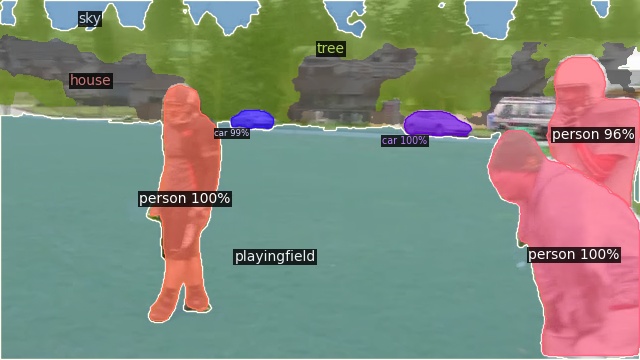 sky
tree
house
car 99%
car 100%
person 96%
person 100%
playingfield
person 100%